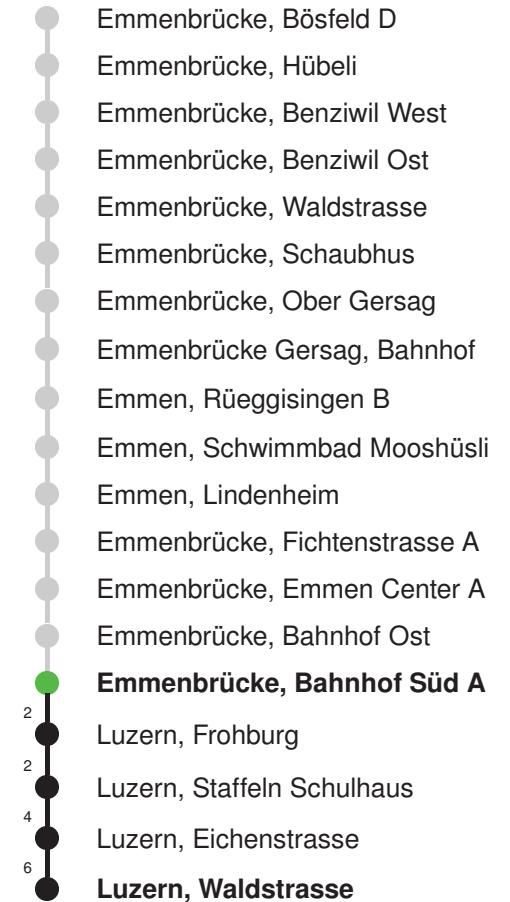 Emmenbrücke, Bösfeld D
Emmenbrücke, Hübeli
Emmenbrücke, Benziwil West
Emmenbrücke, Benziwil Ost
Emmenbrücke, Waldstrasse
Emmenbrücke, Schaubhus
Emmenbrücke, Ober Gersag
Emmenbrücke Gersag, Bahnhof
Emmen, Rüeggisingen B
Emmen, Schwimmbad Mooshüsli
Emmen, Lindenheim
Emmenbrücke, Fichtenstrasse A
Emmenbrücke, Emmen Center A
Emmenbrücke, Bahnhof Ost
Emmenbrücke, Bahnhof Süd A
2 Luzern, Frohburg
2 Luzern, Staffeln Schulhaus
4 Luzern, Eichenstrasse
6 Luzern, Waldstrasse